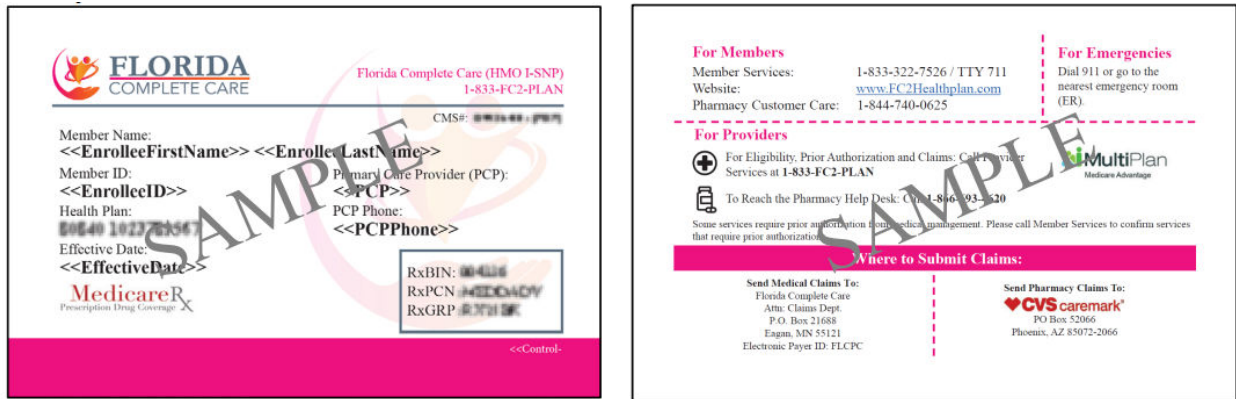 FLORIDA
COMPLETE CARE
Florida Complete Care (HMO I-SNP)
1-833-FC2-PLAN
CMS#:
Member Name:
<<EnrolleeFirstName>> <<EnrolleeLastName>>
Member ID:
<<EnrolleeID>>
Primary Care Provider (PCP):
<<PCP>>
Health Plan:
PCP Phone:
<<PCPPhone>>
Effective Date:
<<EffectiveDate>>
MedicareRx
Prescription Drug Coverage
RxBIN:
RxPCN
RxGRP
<<Control-
SAMPLE
For Members
Member Services: 1-833-322-7526 / TTY 711
Website: www.FC2Healthplan.com
Pharmacy Customer Care: 1-844-740-0625
For Emergencies
Dial 911 or go to the
nearest emergency room
(ER).
For Providers
For Eligibility, Prior Authorization and Claims: Call Provider
Services at 1-833-FC2-PLAN
To Reach the Pharmacy Help Desk:
MultiPlan
Medicare Advantage
Some services require prior authorization from medical management. Please call Member Services to confirm services
that require prior authorization
SAMPLE
Where to Submit Claims:
Send Medical Claims To:
Florida Complete Care
Attn: Claims Dept.
P.O. Box 21688
Eagan, MN 55121
Electronic Payer ID: FLCPC
Send Pharmacy Claims To:
CVS caremark®
PO Box 52066
Phoenix, AZ 85072-2066